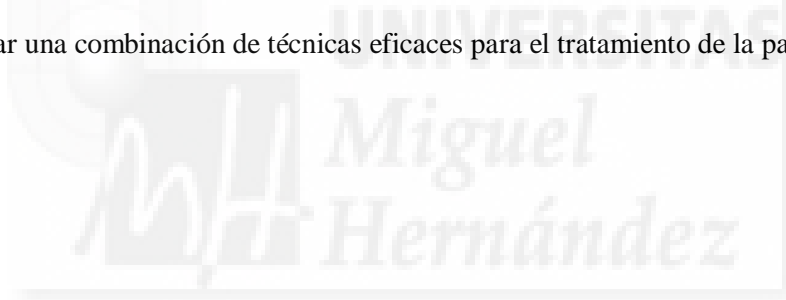 UNIVERSITAS
ar una combinación de técnicas eficaces para el tratamiento de la pa
Miguel
Hernández